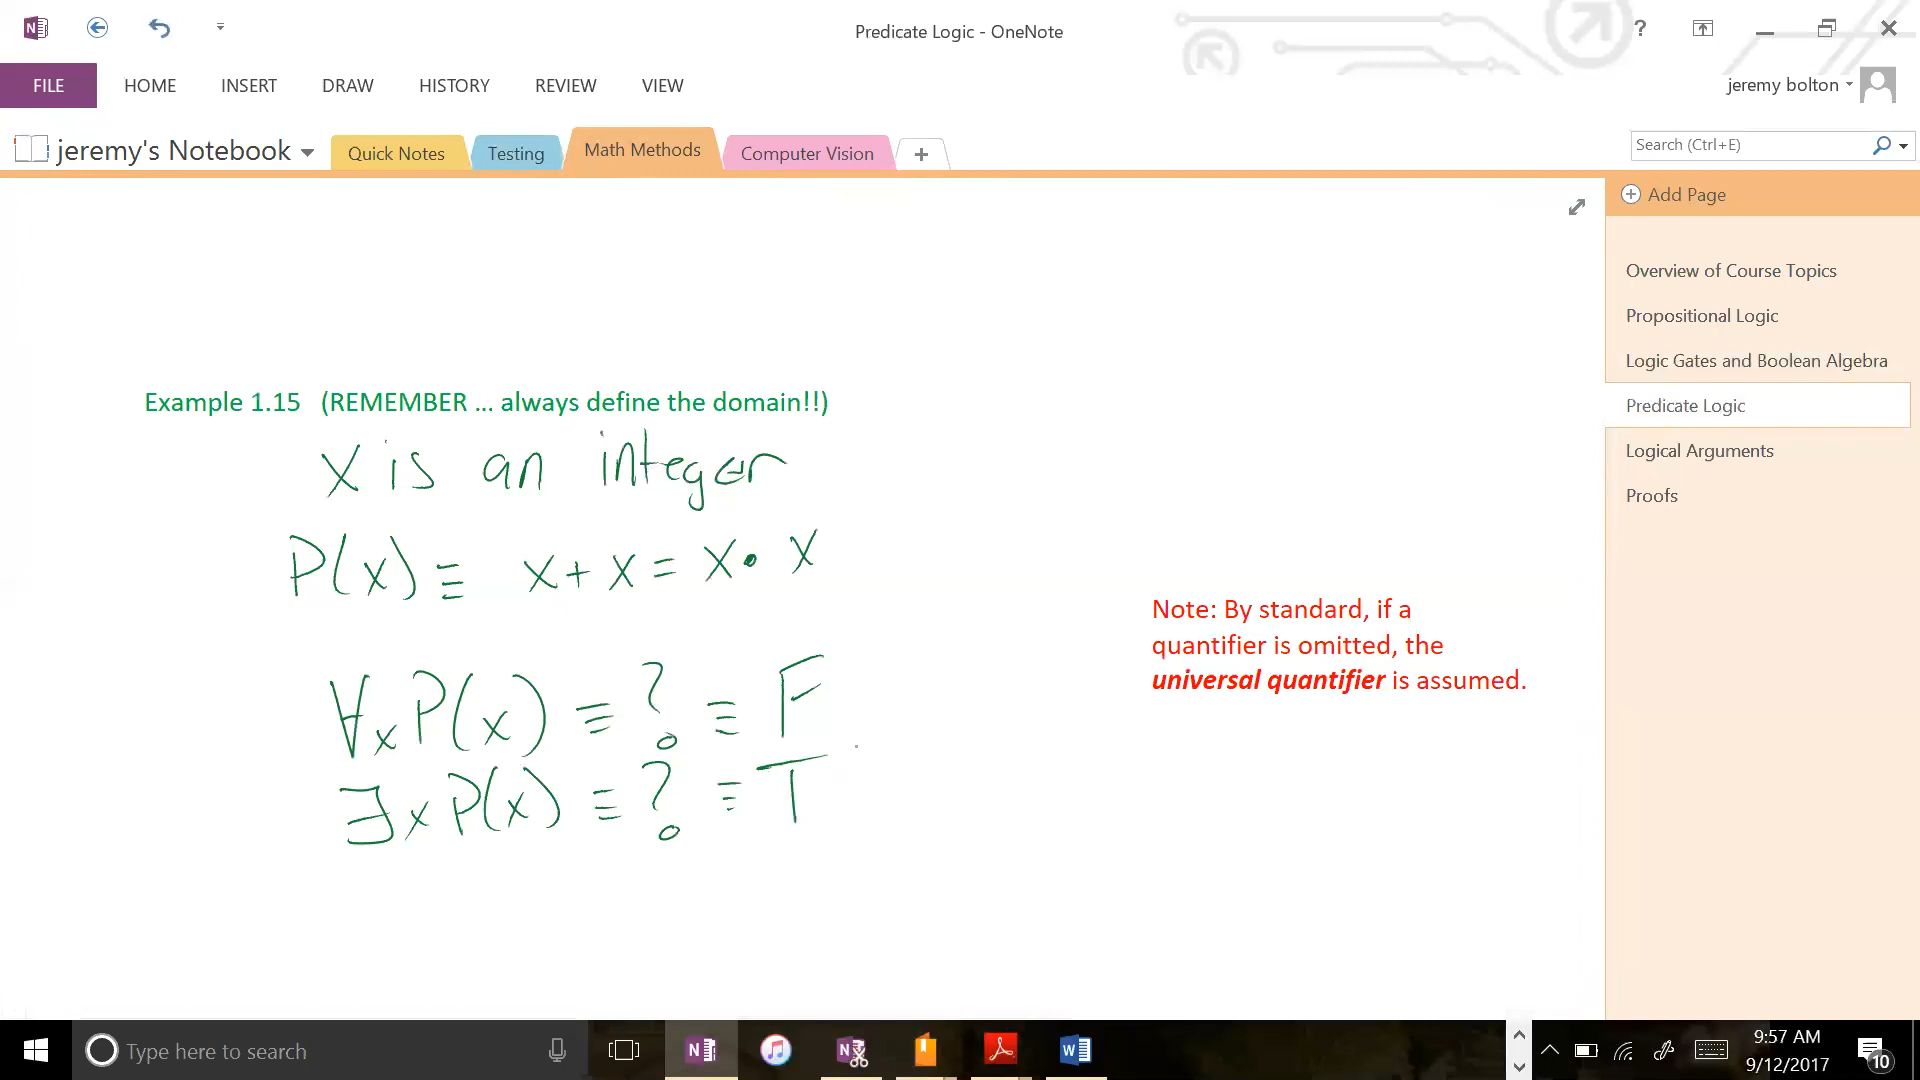 Predicate Logic - OneNote
?
FILE HOME INSERT DRAW HISTORY REVIEW VIEW
jeremy bolton
jeremy's Notebook
Quick Notes Testing Math Methods Computer Vision +
Search (Ctrl+E)
Add Page
Overview of Course Topics
Propositional Logic
Logic Gates and Boolean Algebra
Predicate Logic
Logical Arguments
Proofs
Example 1.15 (REMEMBER ... always define the domain!!)
x is an integer
P(x) ≡ x + x = x • x
Note: By standard, if a
quantifier is omitted, the
universal quantifier is assumed.
∀x P(x) ≡ ? ≡ F
∃x P(x) ≡ ? ≡ T
Type here to search
9:57 AM
9/12/2017
10